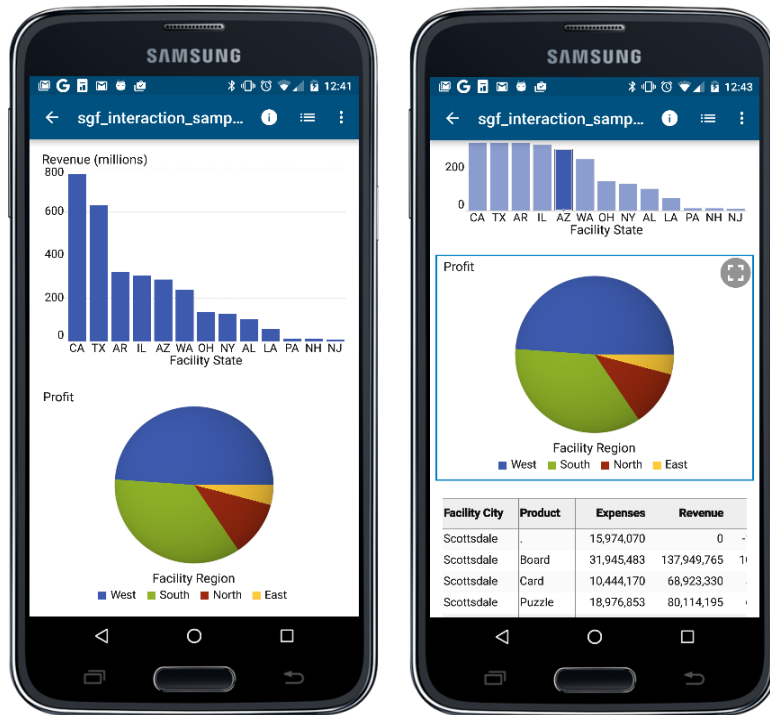 SAMSUNG
12:41
sgf_interaction_samp...
Revenue (millions)
800
600
400
200
0
CA TX AR IL AZ WA OH NY AL LA PA NH NJ
Facility State
Profit
Facility Region
West South North East
SAMSUNG
12:43
sgf_interaction_samp...
200
0
CA TX AR IL AZ WA OH NY AL LA PA NH NJ
Facility State
Profit
Facility Region
West South North East
Facility City Product Expenses Revenue
Scottsdale . 15,974,070 0 -
Scottsdale Board 31,945,483 137,949,765 10
Scottsdale Card 10,444,170 68,923,330
Scottsdale Puzzle 18,976,853 80,114,195